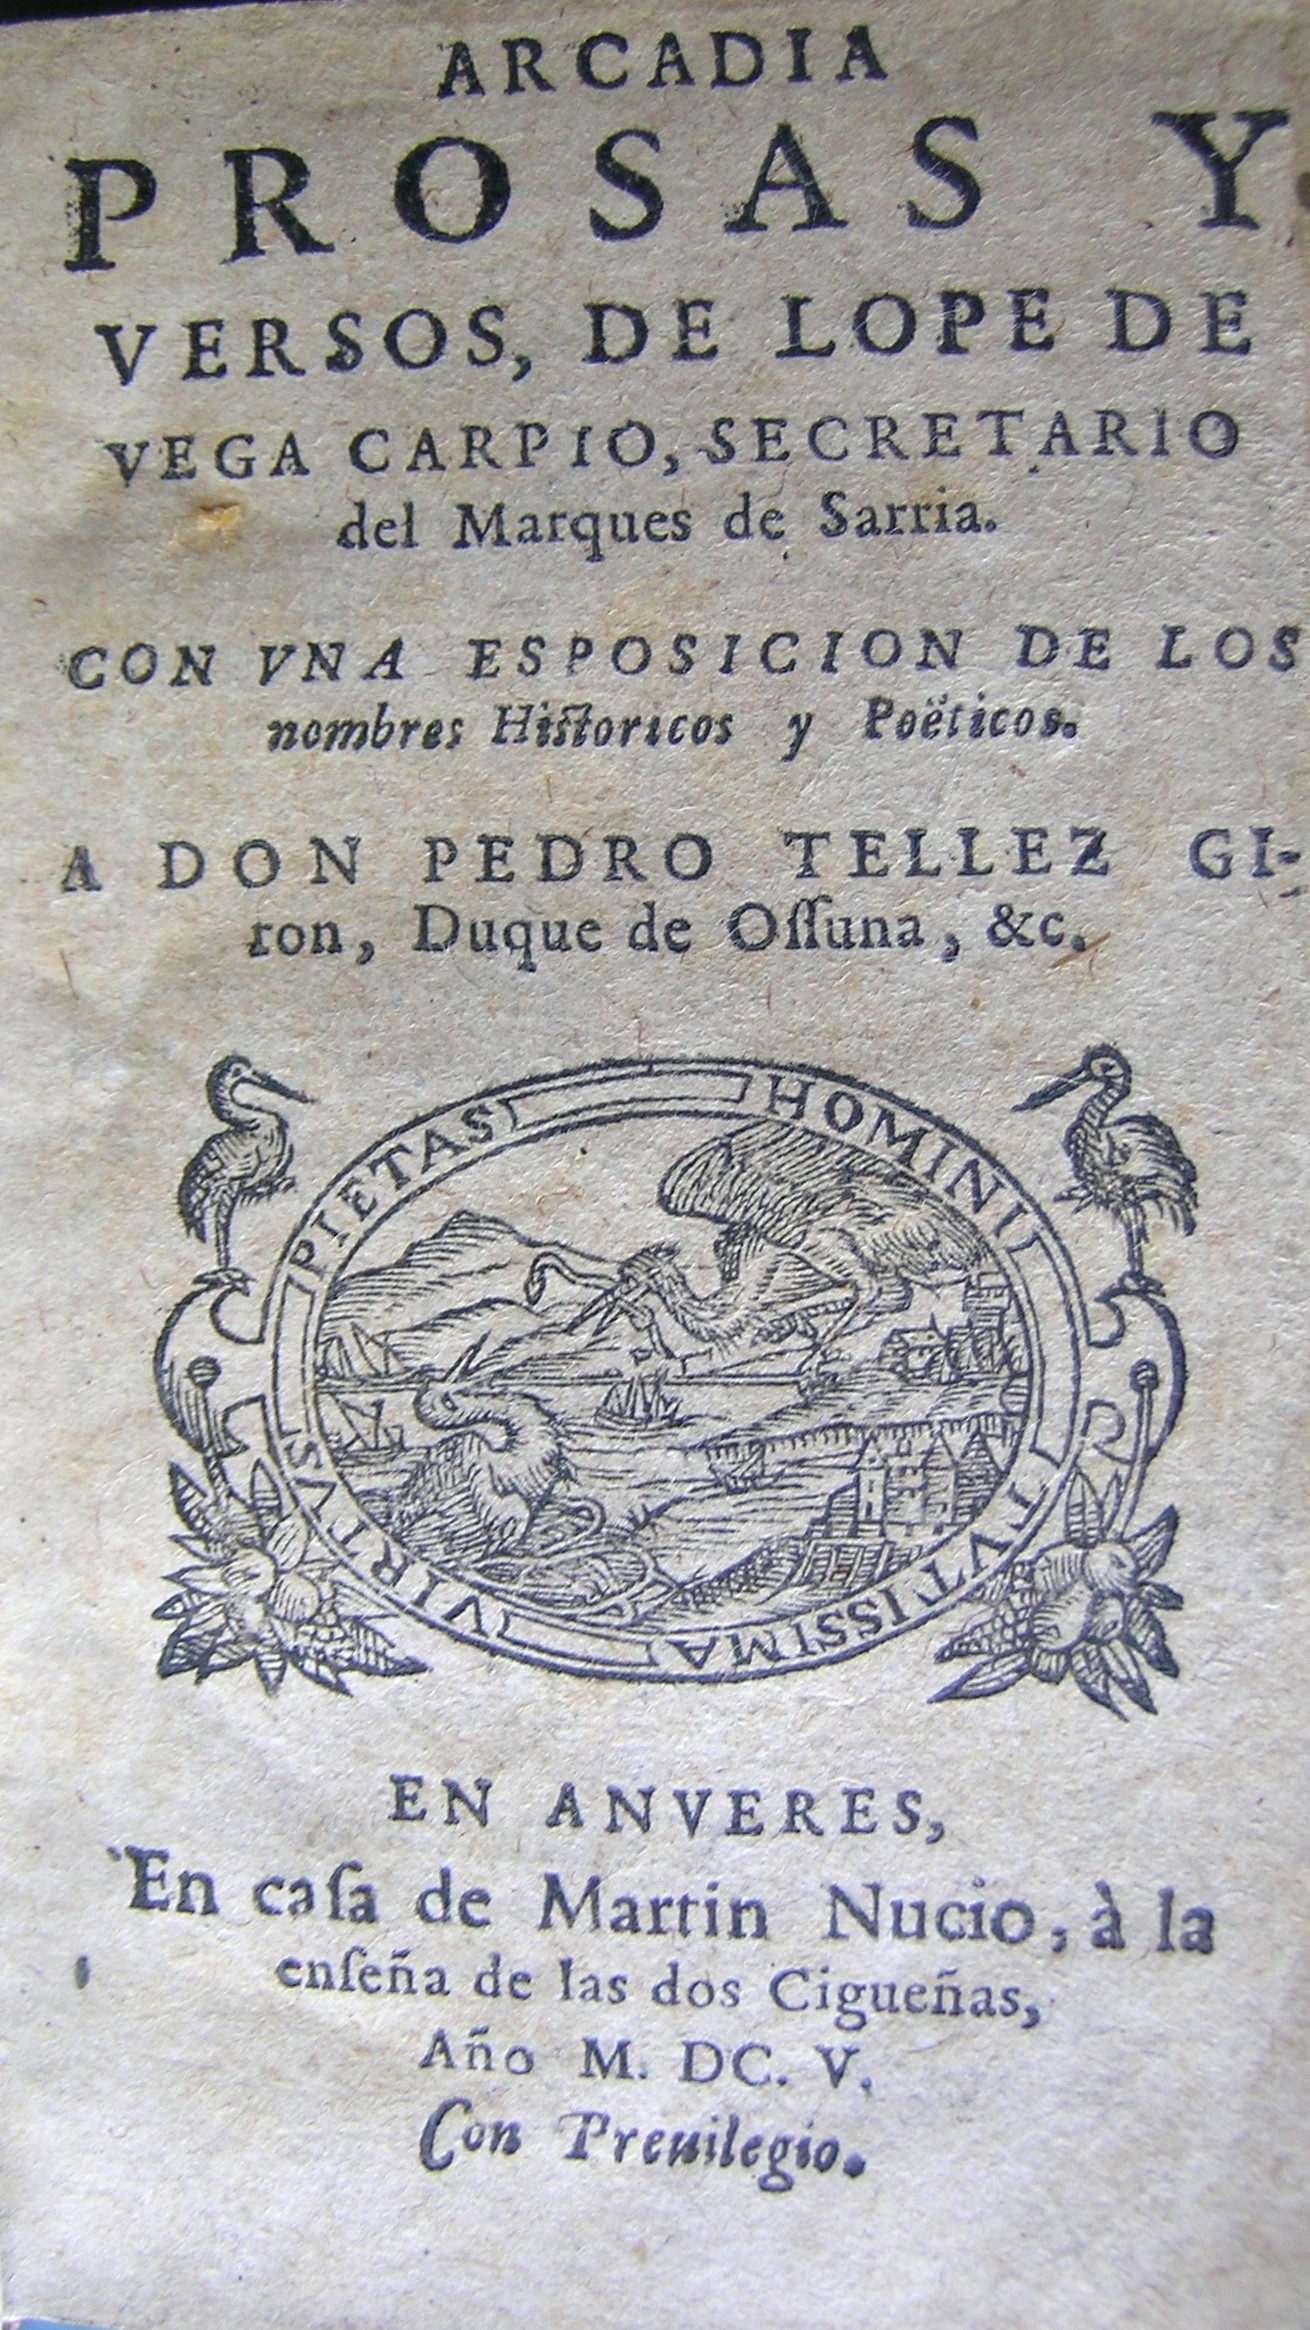 ARCADIA
PROSAS Y
VERSOS, DE LOPE DE
VEGA CARPIO, SECRETARIO
del Marques de Sarria.
CON VNA ESPOSICION DE LOS
nombres Historicos y Poëticos.
A DON PEDRO TELLEZ GI-
ron, Duque de Oſſuna, &c.
PIETAS HOMINI TVTISSIMA VIRTVS
EN ANVERES,
En caſa de Martin Nucio, à la
enſeña de las dos Cigueñas,
Año M. DC. V.
Con Preuilegio.